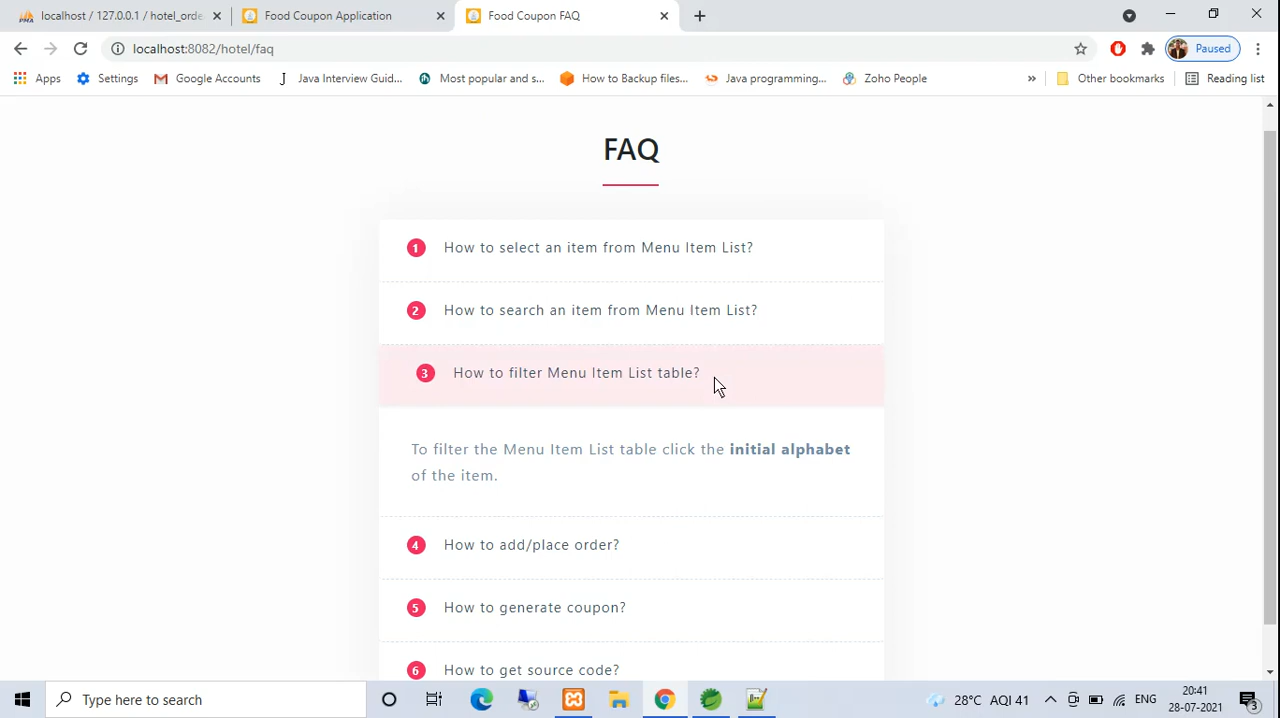 localhost / 127.0.0.1 / hotel_orde
Food Coupon Application
Food Coupon FAQ
localhost:8082/hotel/faq
Paused
Apps
Settings
Google Accounts
Java Interview Guid...
Most popular and s...
How to Backup files...
Java programming...
Zoho People
»
Other bookmarks
Reading list
FAQ
1 How to select an item from Menu Item List?
2 How to search an item from Menu Item List?
3 How to filter Menu Item List table?
To filter the Menu Item List table click the initial alphabet
of the item.
4 How to add/place order?
5 How to generate coupon?
6 How to get source code?
Type here to search
28°C AQI 41
ENG
20:41
28-07-2021
3